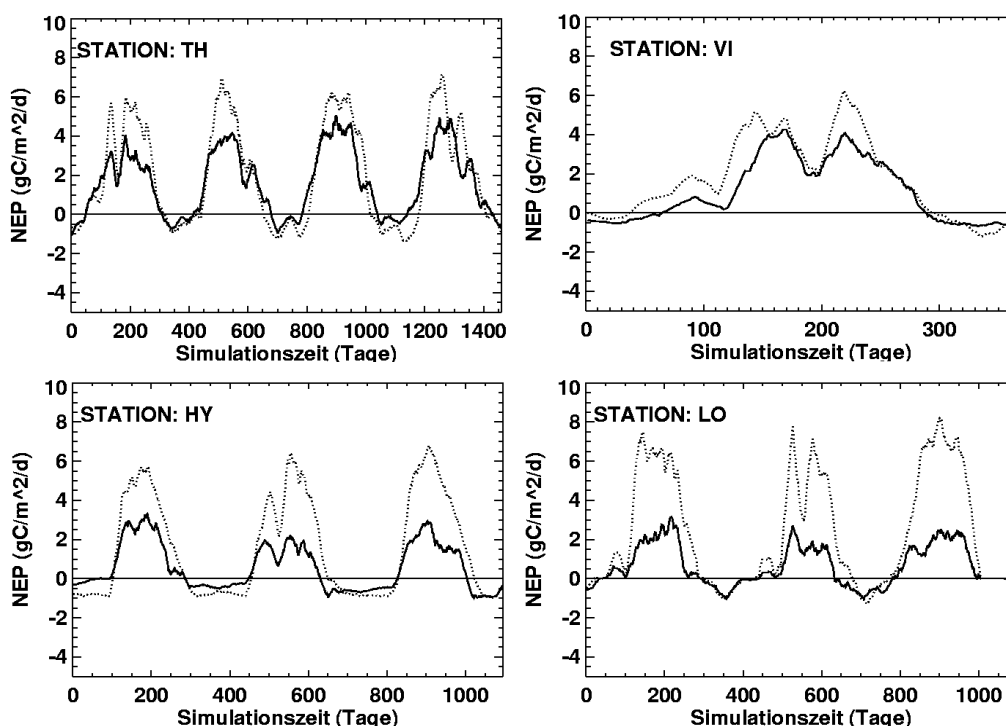 10
8
6
4
2
0
-2
-4
NEP (gC/m^2/d)
STATION: TH
0 200 400 600 800 1000 1200 1400
Simulationszeit (Tage)
10
8
6
4
2
0
-2
-4
NEP (gC/m^2/d)
STATION: VI
0 100 200 300
Simulationszeit (Tage)
10
8
6
4
2
0
-2
-4
NEP (gC/m^2/d)
STATION: HY
0 200 400 600 800 1000
Simulationszeit (Tage)
10
8
6
4
2
0
-2
-4
NEP (gC/m^2/d)
STATION: LO
0 200 400 600 800 1000
Simulationszeit (Tage)